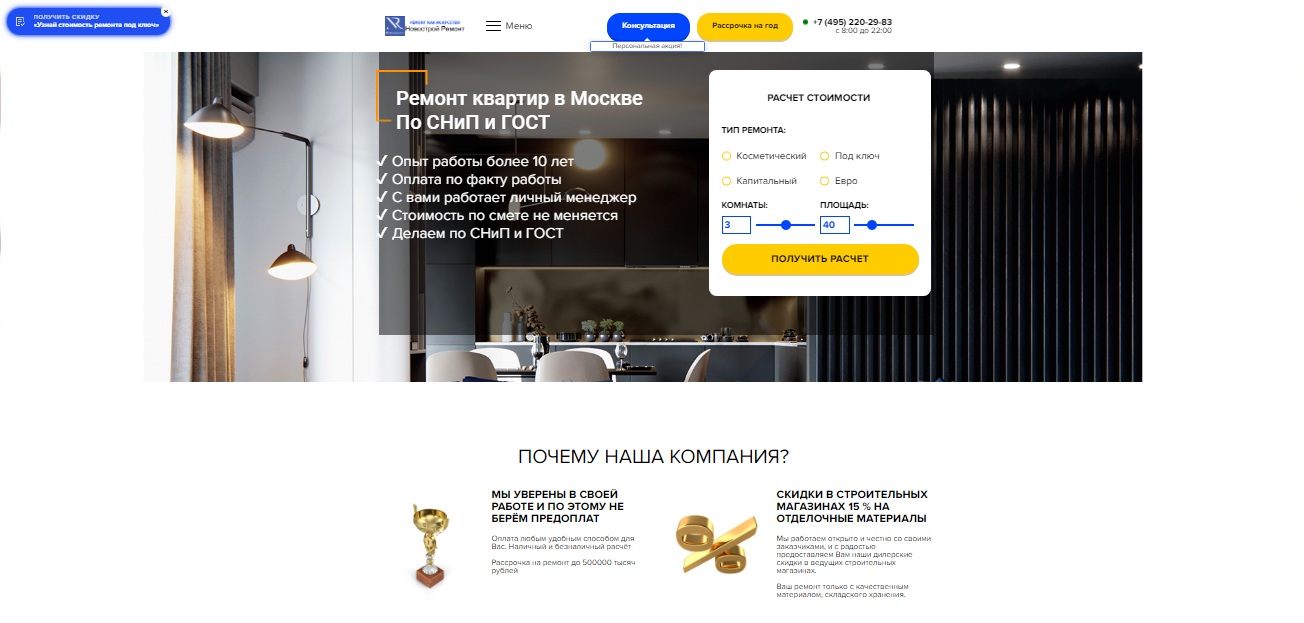 ПОЛУЧИТЬ СКИДКУ
«Узнай стоимость ремонта под ключ»
РЕМОНТ КАК ИСКУССТВО
Новострой Ремонт
Меню
Консультация
Персональная акция!
Рассрочка на год
+7 (495) 220-29-83
с 8:00 до 22:00
Ремонт квартир в Москве
По СНиП и ГОСТ
✓ Опыт работы более 10 лет
✓ Оплата по факту работы
✓ С вами работает личный менеджер
✓ Стоимость по смете не меняется
✓ Делаем по СНиП и ГОСТ
РАСЧЕТ СТОИМОСТИ
ТИП РЕМОНТА:
Косметический
Под ключ
Капитальный
Евро
КОМНАТЫ:
ПЛОЩАДЬ:
3
40
ПОЛУЧИТЬ РАСЧЕТ
ПОЧЕМУ НАША КОМПАНИЯ?
МЫ УВЕРЕНЫ В СВОЕЙ
РАБОТЕ И ПО ЭТОМУ НЕ
БЕРЁМ ПРЕДОПЛАТ
Оплата любым удобным способом для
Вас. Наличный и безналичный расчёт
Рассрочка на ремонт до 500000 тысяч
рублей
СКИДКИ В СТРОИТЕЛЬНЫХ
МАГАЗИНАХ 15 % НА
ОТДЕЛОЧНЫЕ МАТЕРИАЛЫ
Мы работаем открыто и честно со своими
заказчиками, и с радостью
предоставляем Вам наши дилерские
скидки в ведущих строительных
магазинах.
Ваш ремонт только с качественным
материалом, складского хранения.